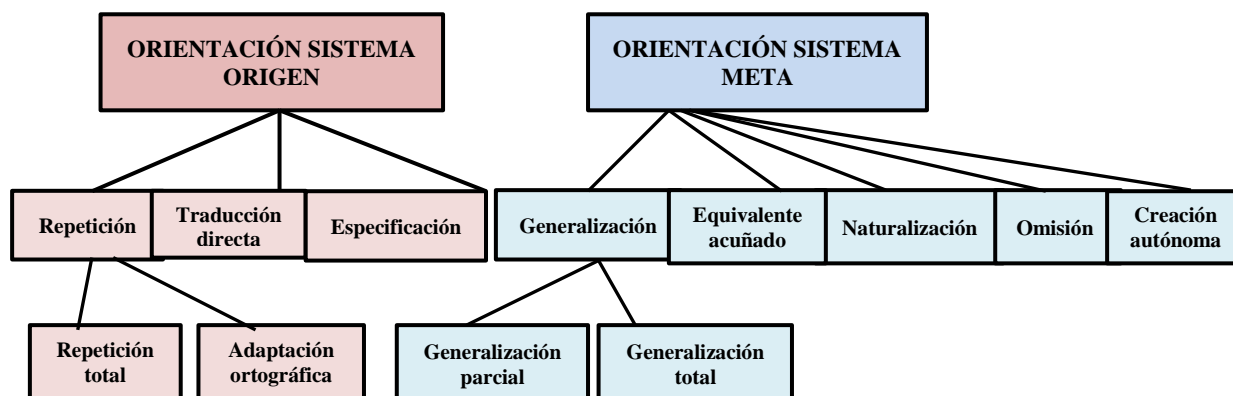 ORIENTACIÓN SISTEMA
ORIGEN
ORIENTACIÓN SISTEMA
META
Repetición
Traducción
directa
Especificación
Generalización
Equivalente
acuñado
Naturalización
Omisión
Creación
autónoma
Repetición
total
Adaptación
ortográfica
Generalización
parcial
Generalización
total